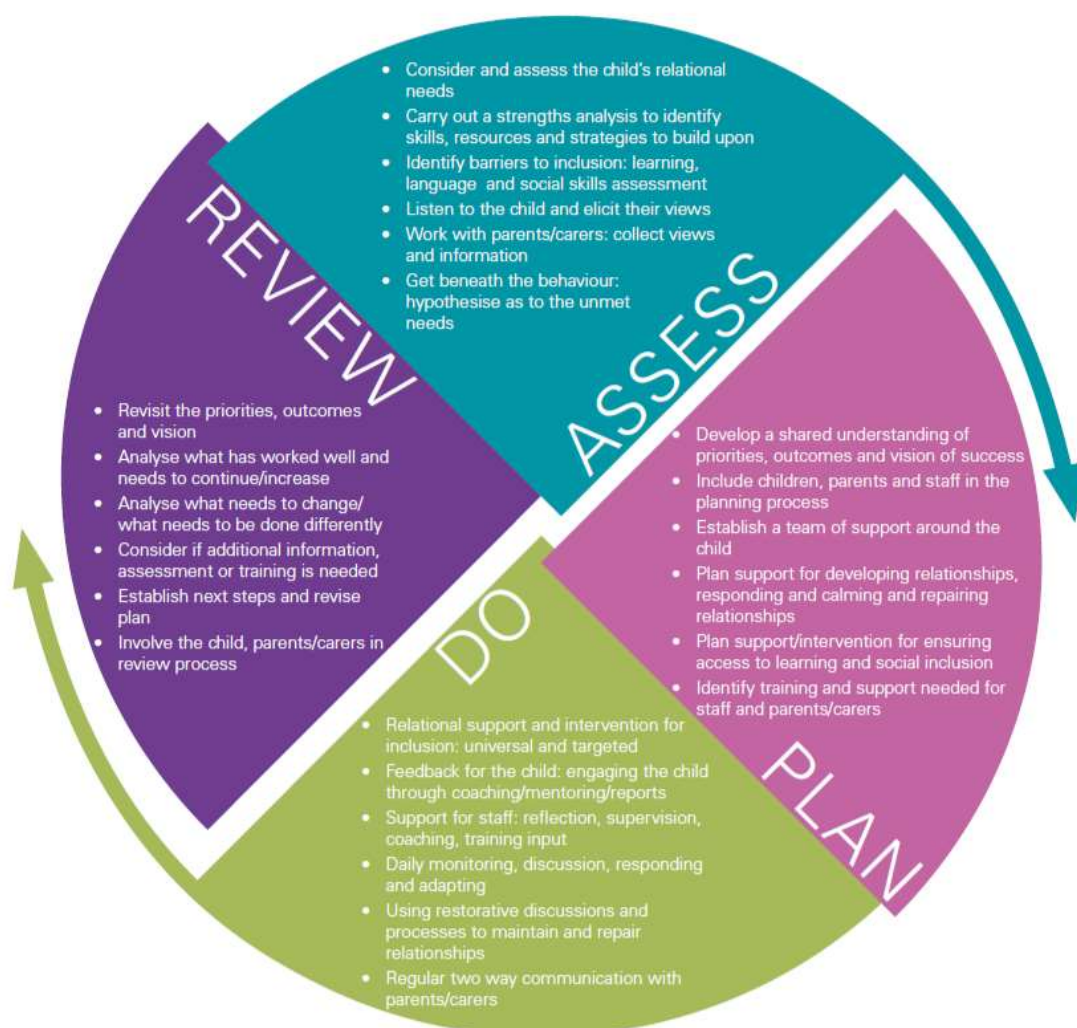 ASSESS
• Consider and assess the child's relational
needs
• Carry out a strengths analysis to identify
skills, resources and strategies to build upon
• Identify barriers to inclusion: learning,
language and social skills assessment
• Listen to the child and elicit their views
• Work with parents/carers: collect views
and information
• Get beneath the behaviour:
hypothesise as to the unmet
needs
PLAN
• Develop a shared understanding of
priorities, outcomes and vision of success
• Include children, parents and staff in the
planning process
• Establish a team of support around the
child
• Plan support for developing relationships,
responding and calming and repairing
relationships
• Plan support/intervention for ensuring
access to learning and social inclusion
• Identify training and support needed for
staff and parents/carers
DO
• Relational support and intervention for
inclusion: universal and targeted
• Feedback for the child: engaging the child
through coaching/mentoring/reports
• Support for staff: reflection, supervision,
coaching, training input
• Daily monitoring, discussion, responding
and adapting
• Using restorative discussions and
processes to maintain and repair
relationships
• Regular two way communication with
parents/carers
REVIEW
• Revisit the priorities, outcomes
and vision
• Analyse what has worked well and
needs to continue/increase
• Analyse what needs to change/
what needs to be done differently
• Consider if additional information,
assessment or training is needed
• Establish next steps and revise
plan
• Involve the child, parents/carers in
review process